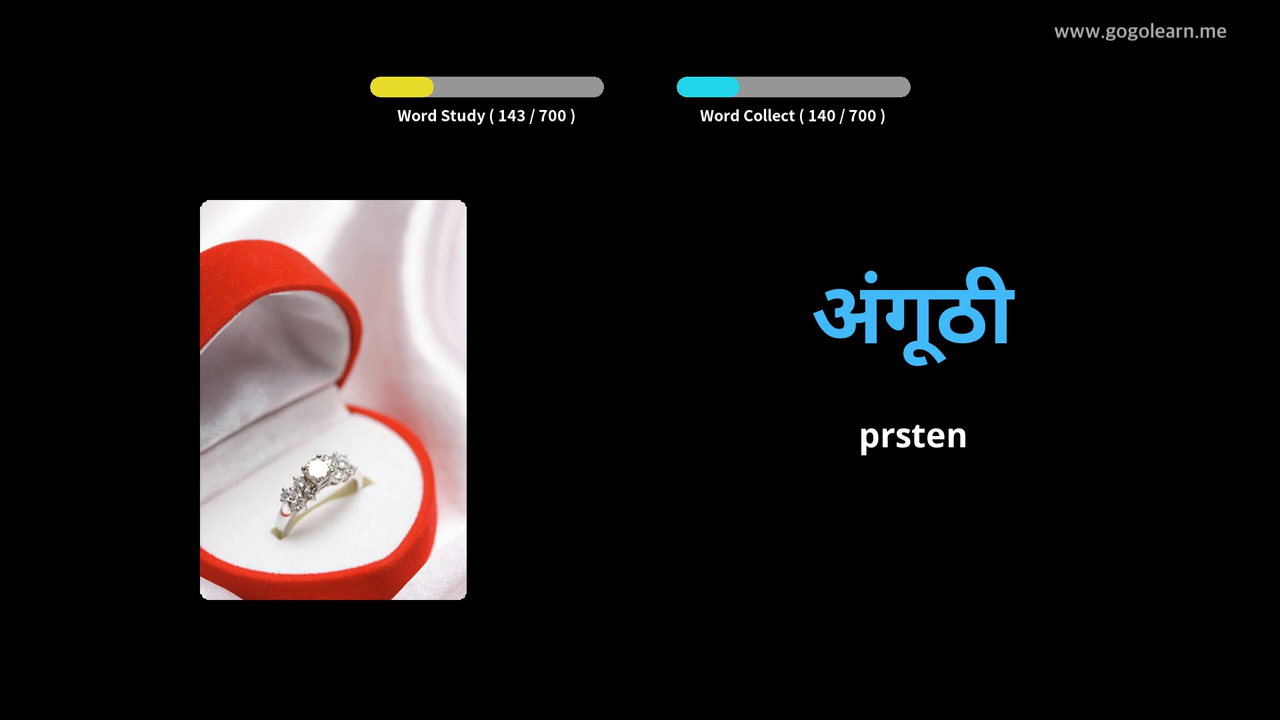 www.gogolearn.me
Word Study ( 143 / 700 )
Word Collect ( 140 / 700 )
अंगूठी
prsten